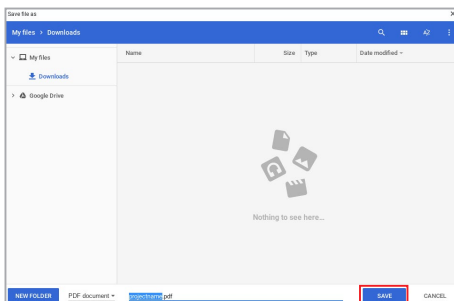 Save file as
My files > Downloads
My files
Downloads
Google Drive
Name Size Type Date modified
Nothing to see here...
NEW FOLDER PDF document projectname.pdf SAVE CANCEL